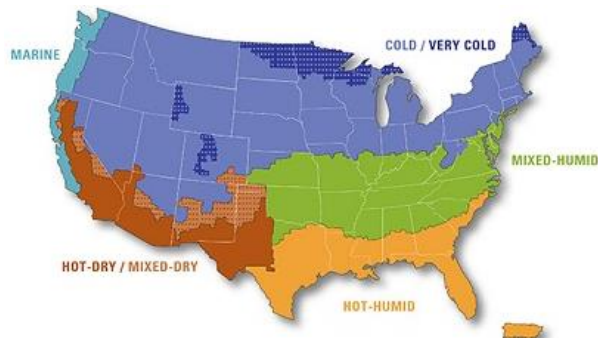 MARINE
COLD / VERY COLD
MIXED-HUMID
HOT-DRY / MIXED-DRY
HOT-HUMID